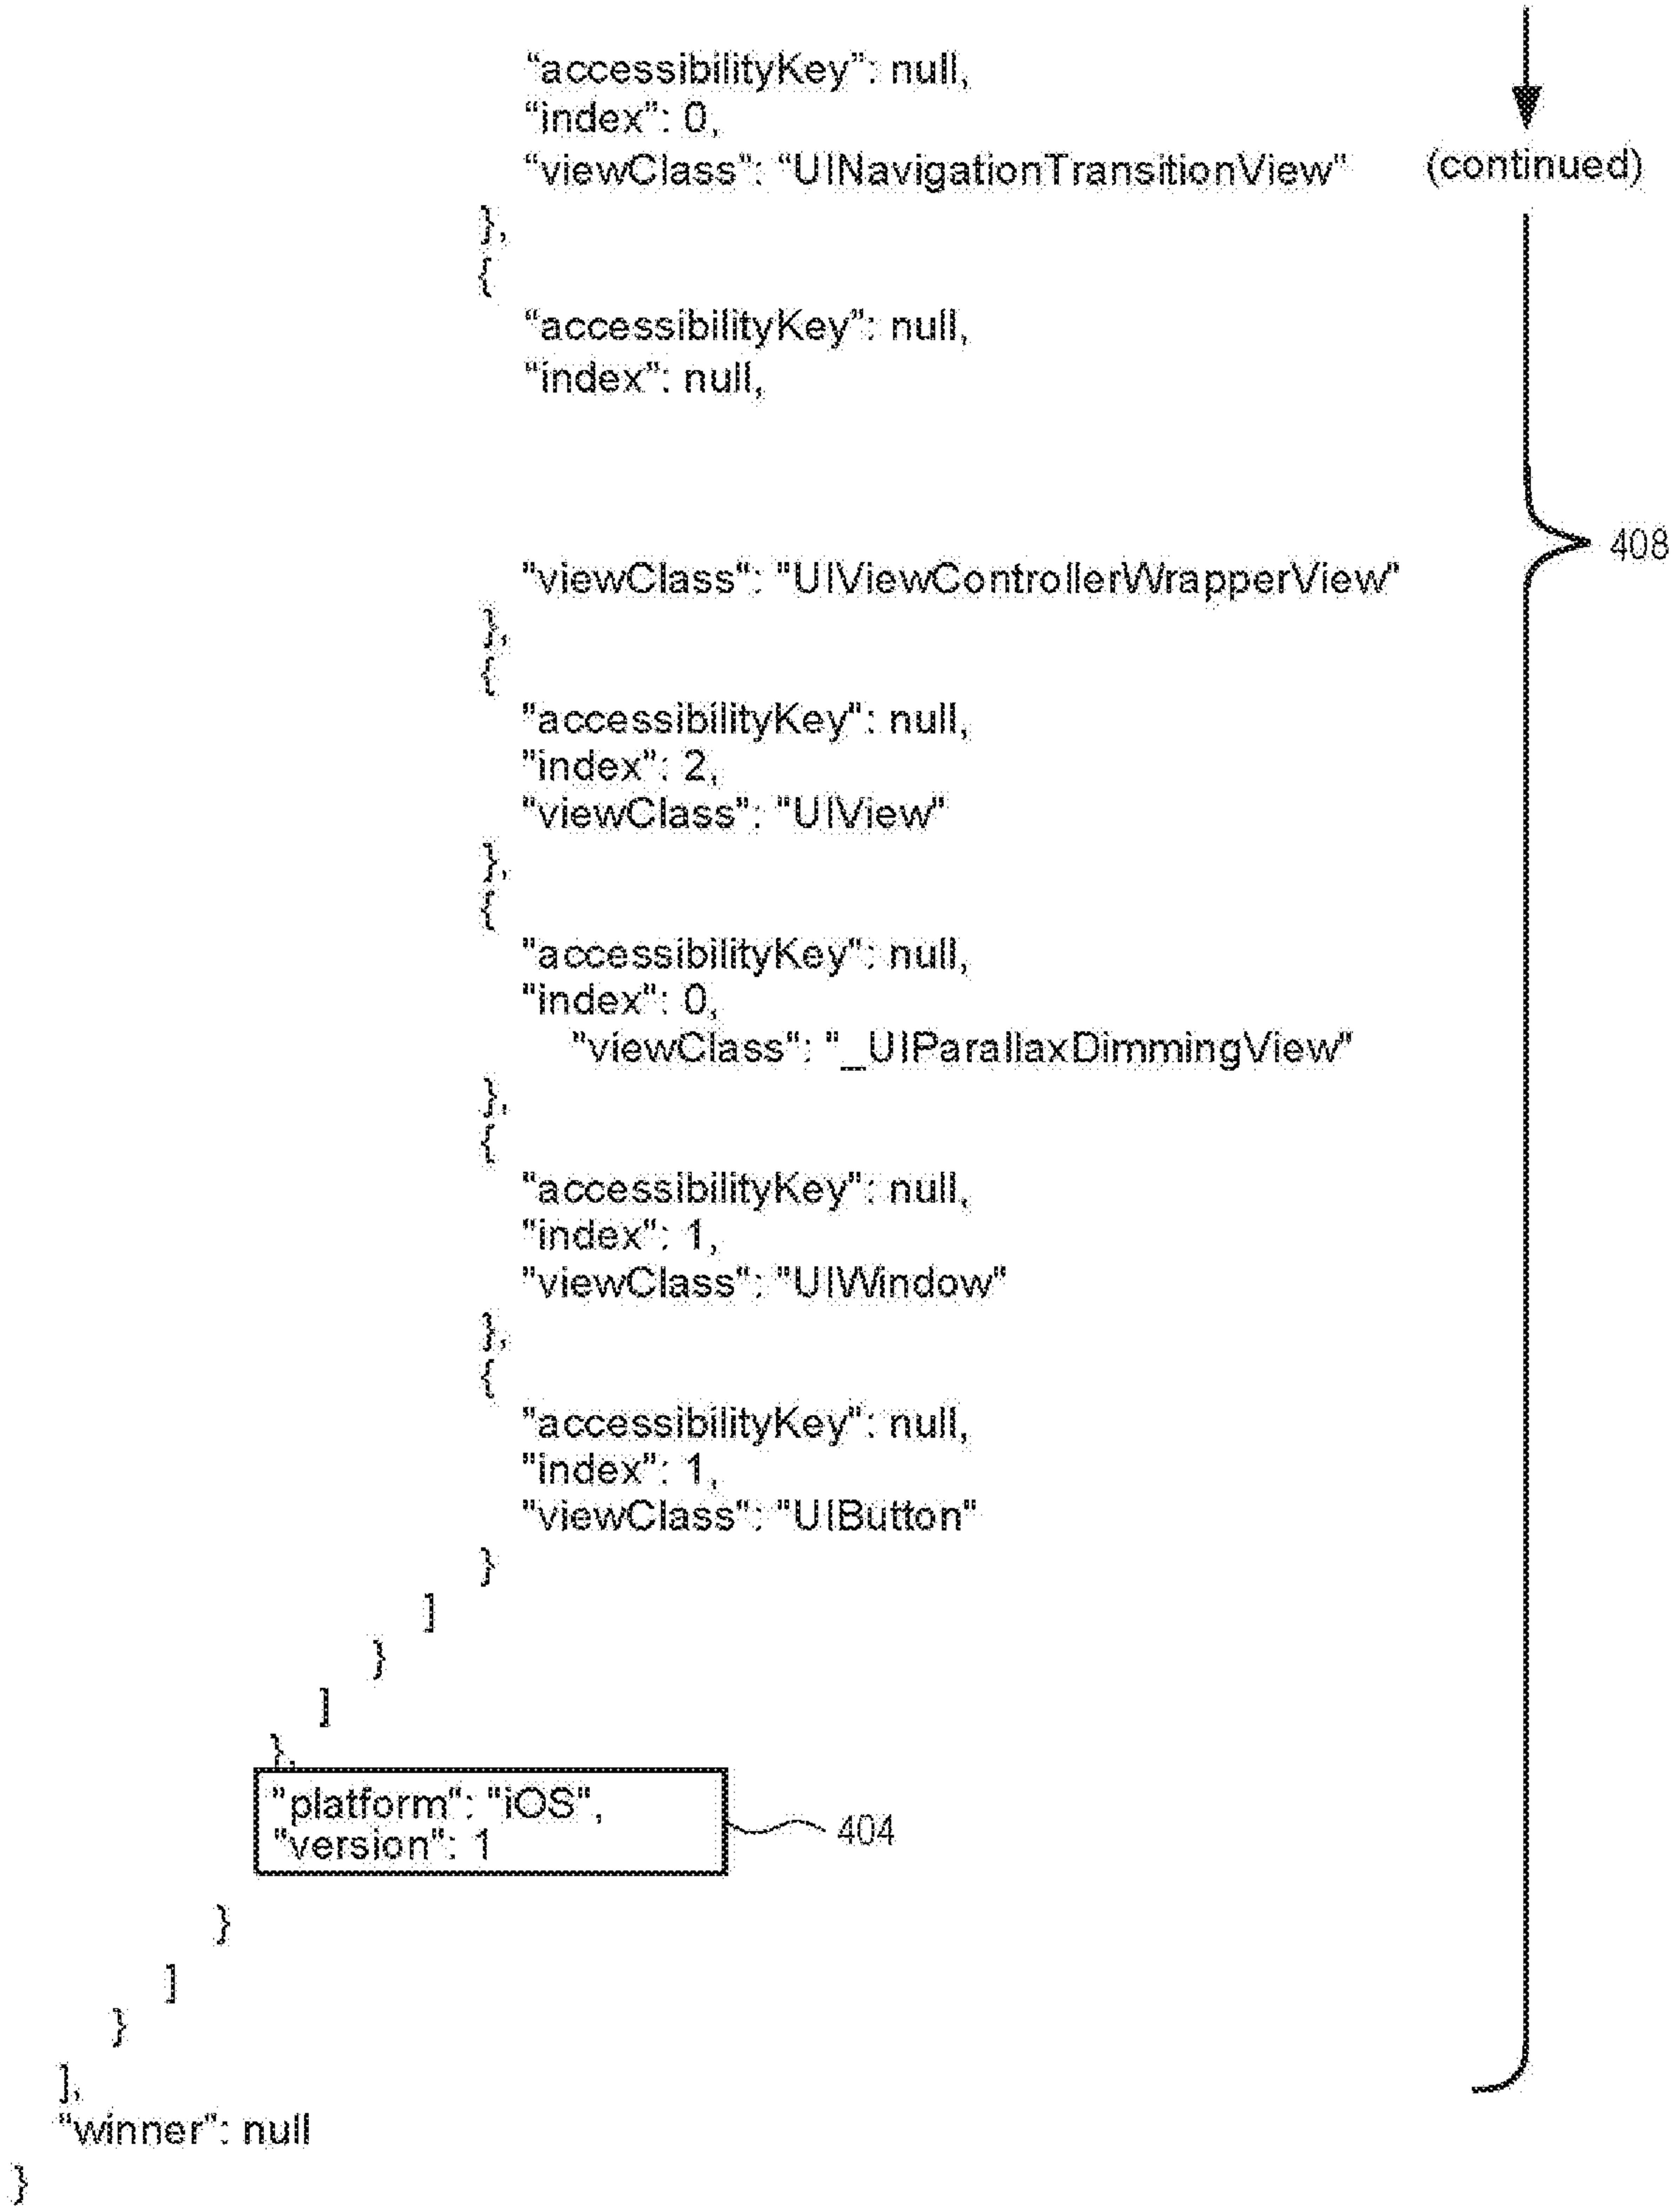 “accessibilityKey”: null,
“index”: 0,
“viewClass”: “UINavigationTransitionView”
(continued)
},
{
“accessibilityKey”: null,
“index”: null,
408
"viewClass": "UIViewControllerWrapperView"
},
{
"accessibilityKey": null,
"index": 2,
"viewClass": "UIView"
},
{
"accessibilityKey": null,
"index": 0,
"viewClass": "_UIParallaxDimmingView"
},
{
"accessibilityKey": null,
"index": 1,
"viewClass": "UIWindow"
},
{
"accessibilityKey": null,
"index": 1,
"viewClass": "UIButton"
}
]
}
]
},
"platform": "iOS",
"version": 1
404
}
]
}
],
“winner”: null
}